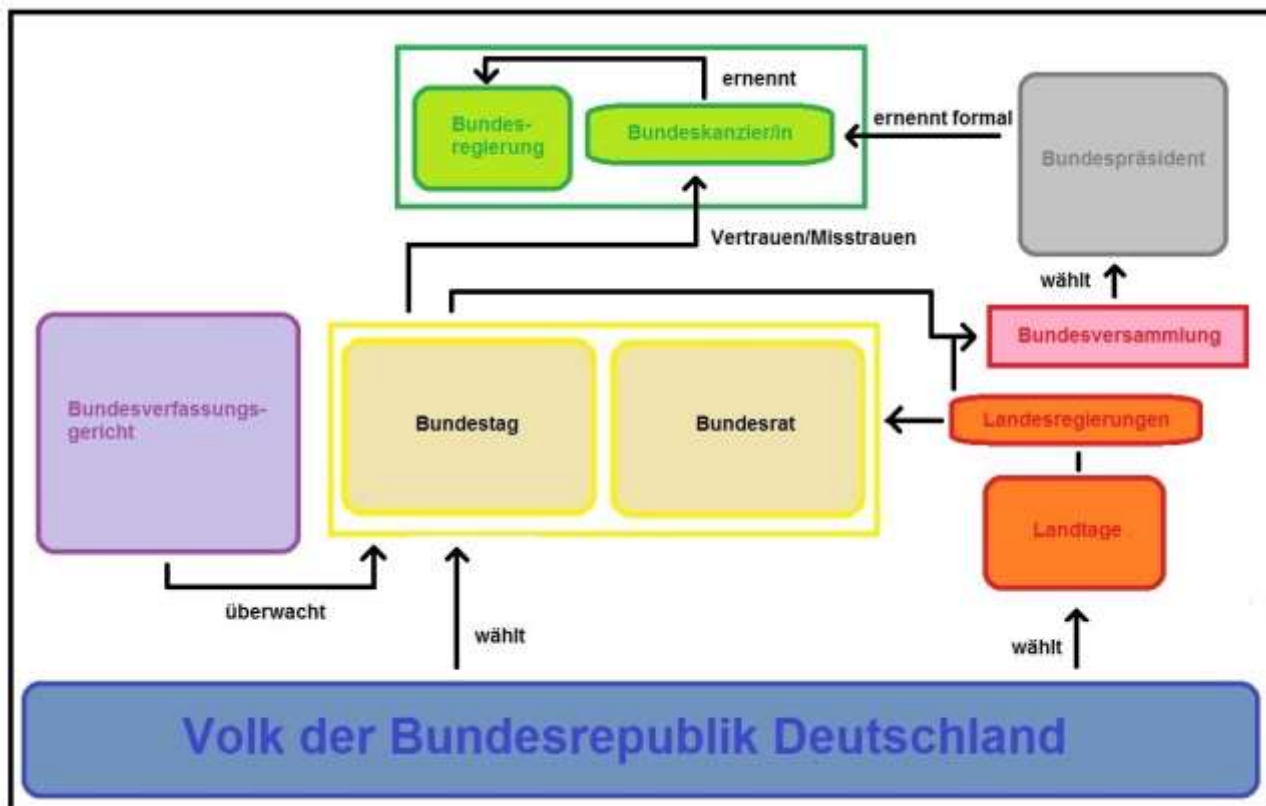 ernennt
Bundes-
regierung
Bundeskanzler/in
ernennt formal
Bundespräsident
Vertrauen/Misstrauen
wählt
Bundesversammlung
Bundesverfassungs-
gericht
Bundestag
Bundesrat
Landesregierungen
Landtage
überwacht
wählt
wählt
Volk der Bundesrepublik Deutschland